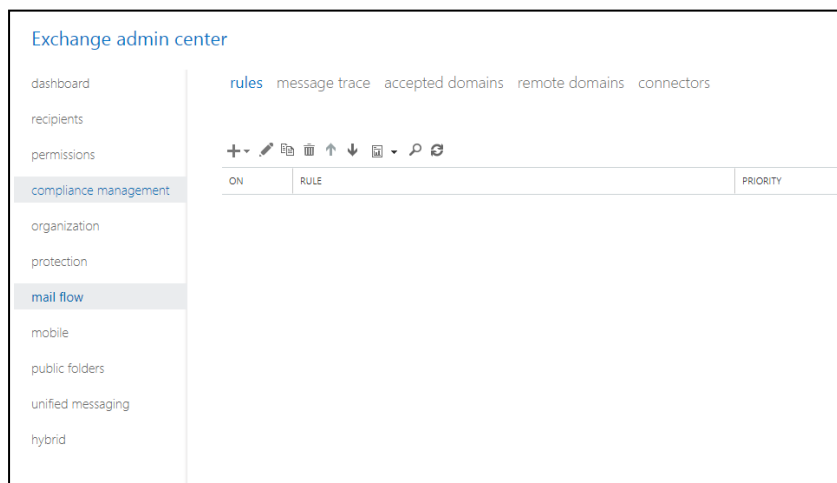 Exchange admin center
dashboard
recipients
permissions
compliance management
organization
protection
mail flow
mobile
public folders
unified messaging
hybrid
rules message trace accepted domains remote domains connectors
ON RULE PRIORITY